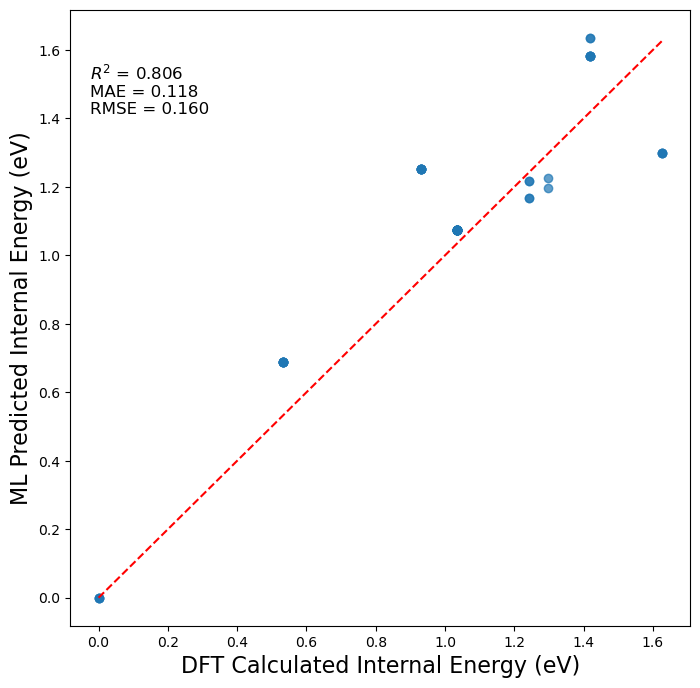 R² = 0.806
MAE = 0.118
RMSE = 0.160
ML Predicted Internal Energy (eV)
1.6
1.4
1.2
1.0
0.8
0.6
0.4
0.2
0.0
0.0 0.2 0.4 0.6 0.8 1.0 1.2 1.4 1.6
DFT Calculated Internal Energy (eV)